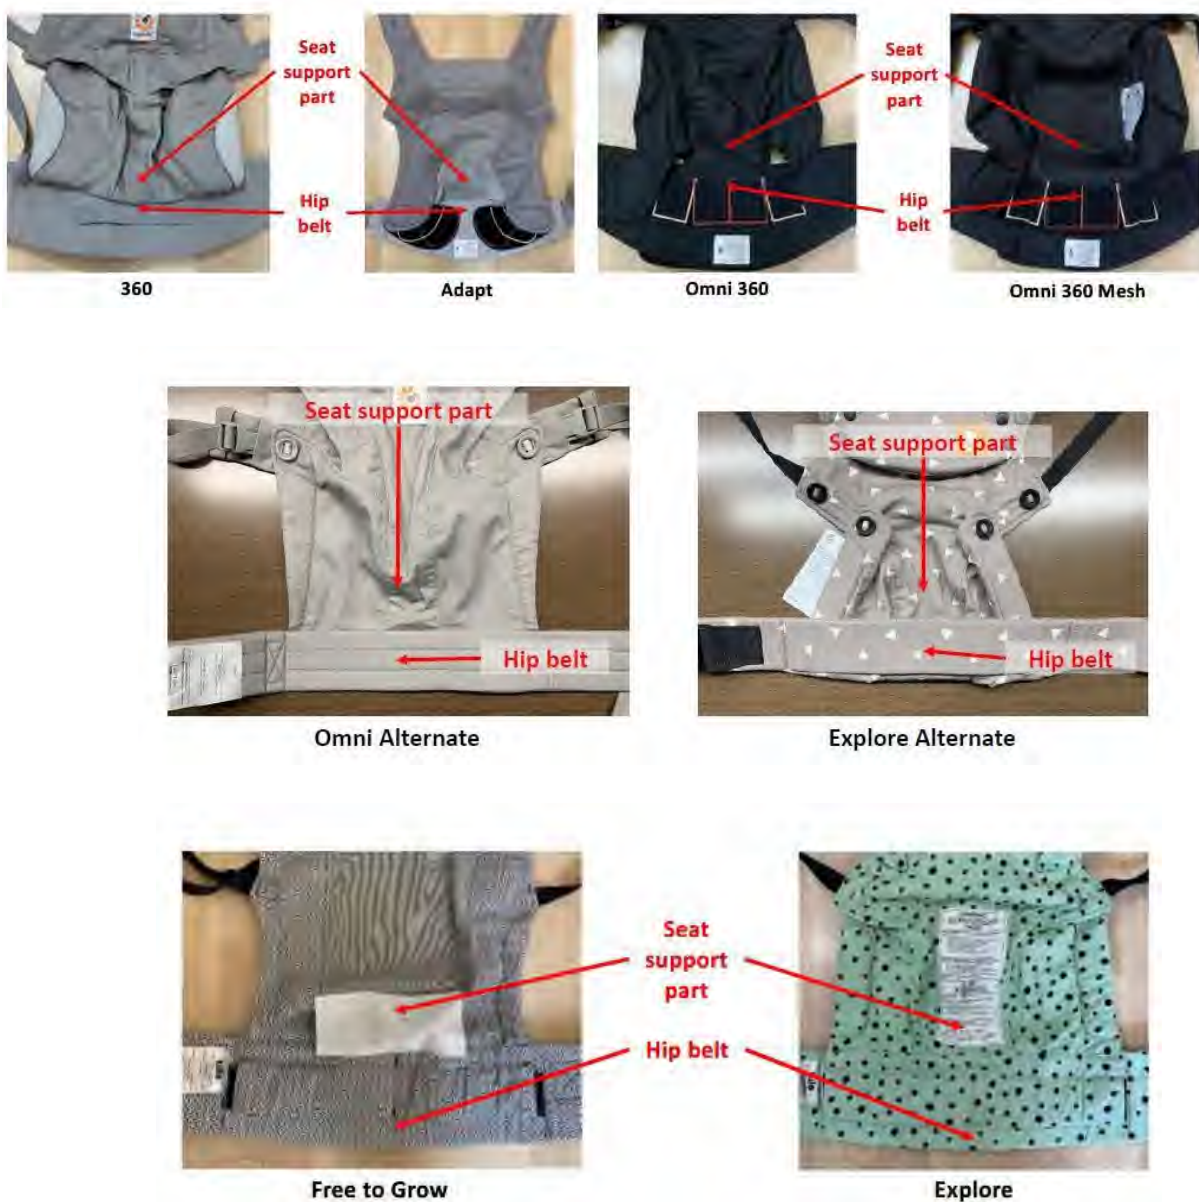 Seat
support
part
Seat
support
part
Hip
belt
Hip
belt
360
Adapt
Omni 360
Omni 360 Mesh
Seat support part
Seat support part
Hip belt
Hip belt
Omni Alternate
Explore Alternate
Seat
support
part
Hip belt
Free to Grow
Explore